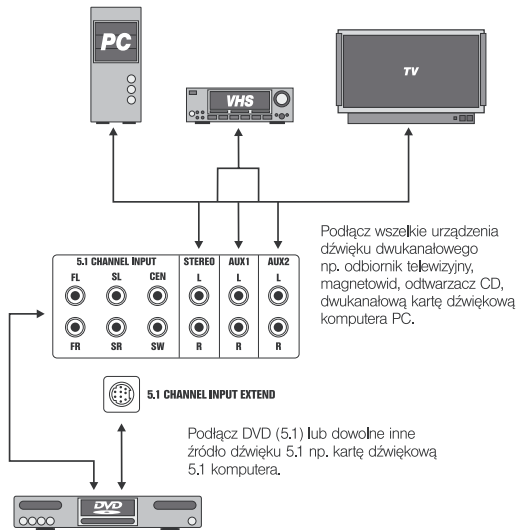 PC
VHS
TV
Podłącz wszelkie urządzenia
dźwięku dwukanałowego
np. odbiornik telewizyjny,
magnetowid, odtwarzacz CD,
dwukanałową kartę dźwiękową
komputera PC.
5.1 CHANNEL INPUT STEREO AUX1 AUX2
FL SL CEN L L L
FR SR SW R R R
5.1 CHANNEL INPUT EXTEND
Podłącz DVD (5.1) lub dowolne inne
źródło dźwięku 5.1 np. kartę dźwiękową
5.1 komputera.
DVD